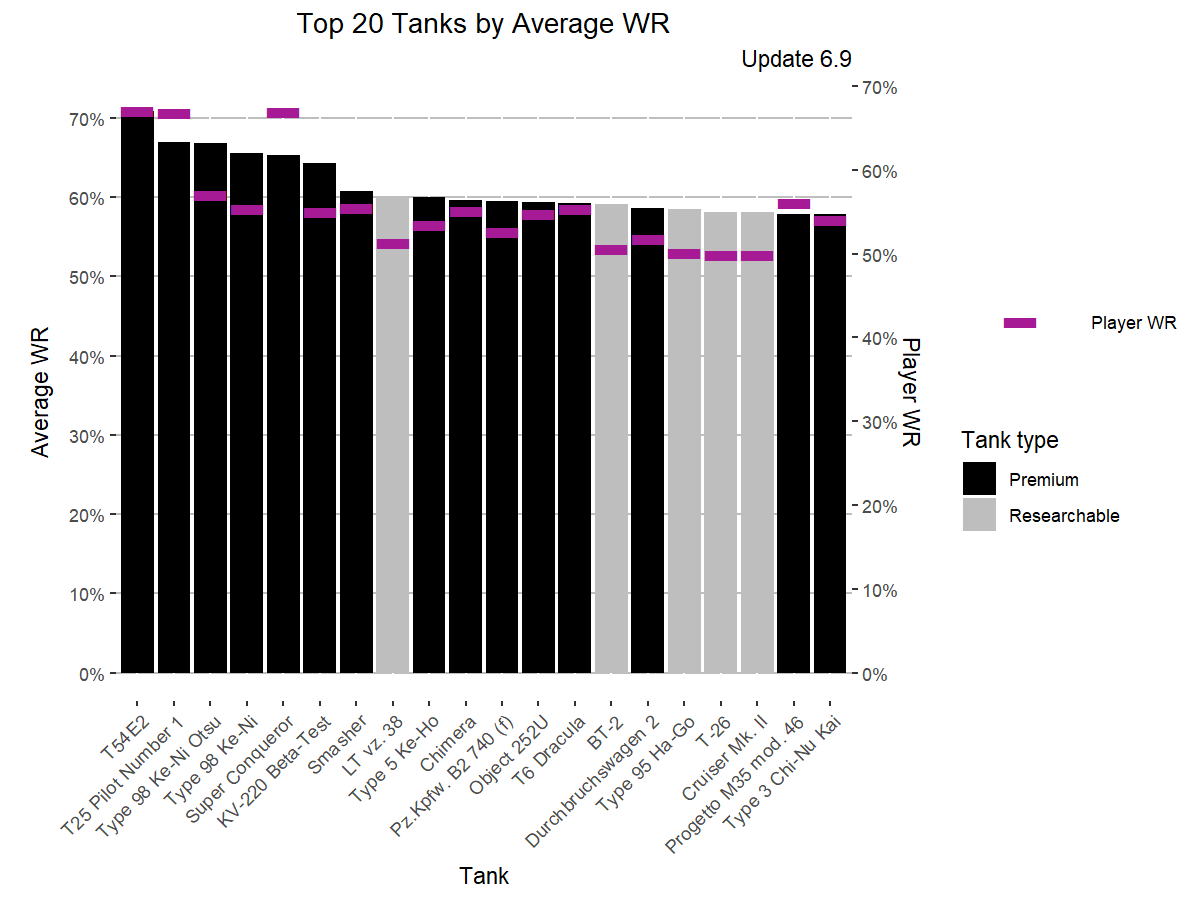 Top 20 Tanks by Average WR
Update 6.9
Average WR
70%
60%
50%
40%
30%
20%
10%
0%
70%
60%
50%
40%
30%
20%
10%
0%
Player WR
T54E2
T25 Pilot Number 1
Type 98 Ke-Ni Otsu
Type 98 Ke-Ni
Super Conqueror
KV-220 Beta-Test
Smasher
LT vz. 38
Type 5 Ke-Ho
Chimera
Pz.Kpfw. B2 740 (f)
Object 252U
T6 Dracula
BT-2
Durchbruchswagen 2
Type 95 Ha-Go
T-26
Cruiser Mk. II
Progetto M35 mod. 46
Type 3 Chi-Nu Kai
Tank
Player WR
Tank type
Premium
Researchable